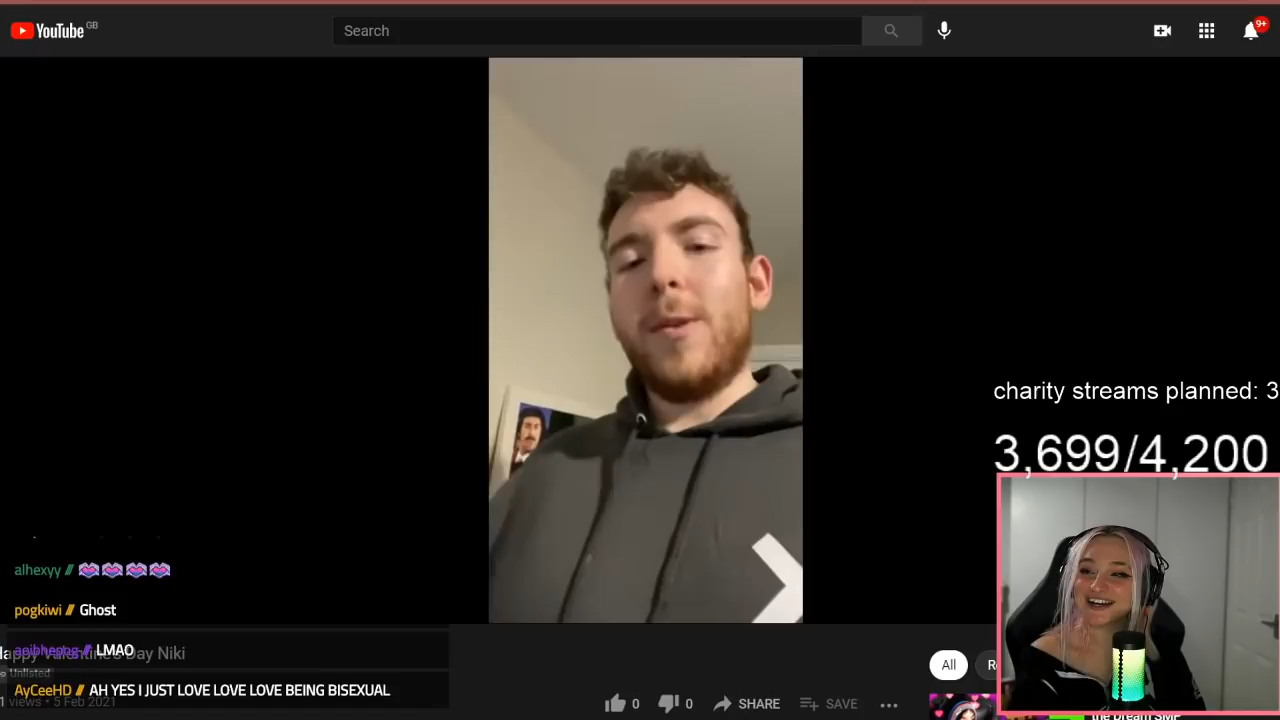 YouTube GB
Search
9+
charity streams planned: 3
3,699/4,200
alhexyy //
pogkiwi // Ghost
// LMAO
Happy Valentine's Day Niki
Unlisted
AyCeeHD // AH YES I JUST LOVE LOVE LOVE BEING BISEXUAL
views • 5 Feb 2021
0
0
SHARE
SAVE
All
the Dream SMP